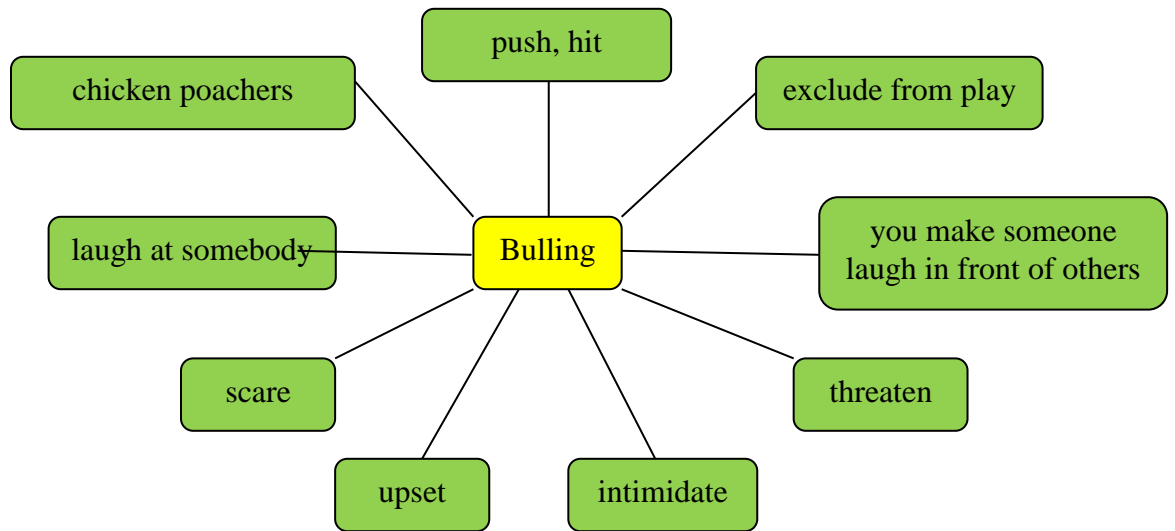 push, hit
chicken poachers
exclude from play
laugh at somebody
Bulling
you make someone
laugh in front of others
scare
threaten
upset
intimidate